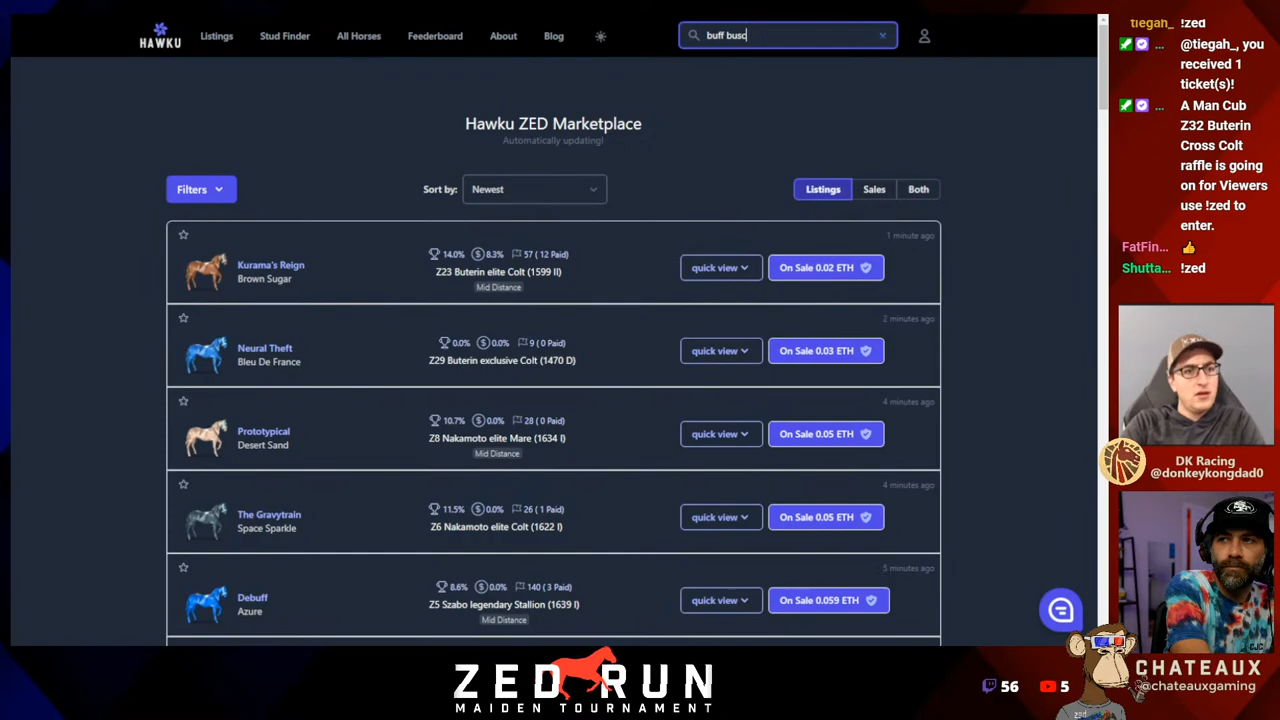 HAWKU
Listings
Stud Finder
All Horses
Feederboard
About
Blog
buff busc
Hawku ZED Marketplace
Automatically updating!
Filters
Sort by:
Newest
Listings
Sales
Both
1 minute ago
Kurama's Reign
Brown Sugar
14.0% 8.3% 57 ( 12 Paid)
Z23 Buterin elite Colt (1599 II)
Mid Distance
quick view
On Sale 0.02 ETH
2 minutes ago
Neural Theft
Bleu De France
0.0% 0.0% 9 ( 0 Paid)
Z29 Buterin exclusive Colt (1470 D)
quick view
On Sale 0.03 ETH
4 minutes ago
Prototypical
Desert Sand
10.7% 0.0% 28 ( 0 Paid)
Z8 Nakamoto elite Mare (1634 I)
Mid Distance
quick view
On Sale 0.05 ETH
4 minutes ago
The Gravytrain
Space Sparkle
11.5% 0.0% 26 ( 1 Paid)
Z6 Nakamoto elite Colt (1622 I)
quick view
On Sale 0.05 ETH
5 minutes ago
Debuff
Azure
8.6% 0.0% 140 ( 3 Paid)
Z5 Szabo legendary Stallion (1639 I)
Mid Distance
quick view
On Sale 0.059 ETH
tiegah_ !zed
... @tiegah_, you
received 1
ticket(s)!
... A Man Cub
Z32 Buterin
Cross Colt
raffle is going
on for Viewers
use !zed to
enter.
FatFin... 👍
Shutta... !zed
DK Racing
@donkeykongdad0
ZED RUN
MAIDEN TOURNAMENT
56
5
CHATEAUX
@chateauxgaming